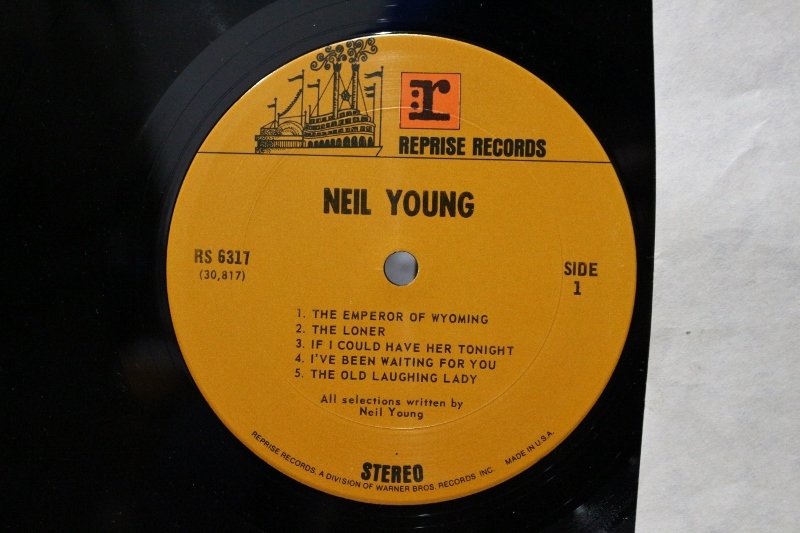 r
REPRISE RECORDS
NEIL YOUNG
RS 6317
(30,817)
SIDE
1
1. THE EMPEROR OF WYOMING
2. THE LONER
3. IF I COULD HAVE HER TONIGHT
4. I'VE BEEN WAITING FOR YOU
5. THE OLD LAUGHING LADY
All selections written by
Neil Young
STEREO
REPRISE RECORDS, A DIVISION OF WARNER BROS. RECORDS INC. MADE IN U.S.A.